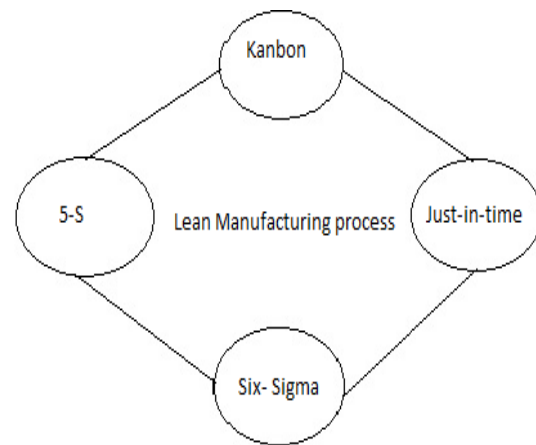 Kanbon
5-S
Lean Manufacturing process
Just-in-time
Six- Sigma